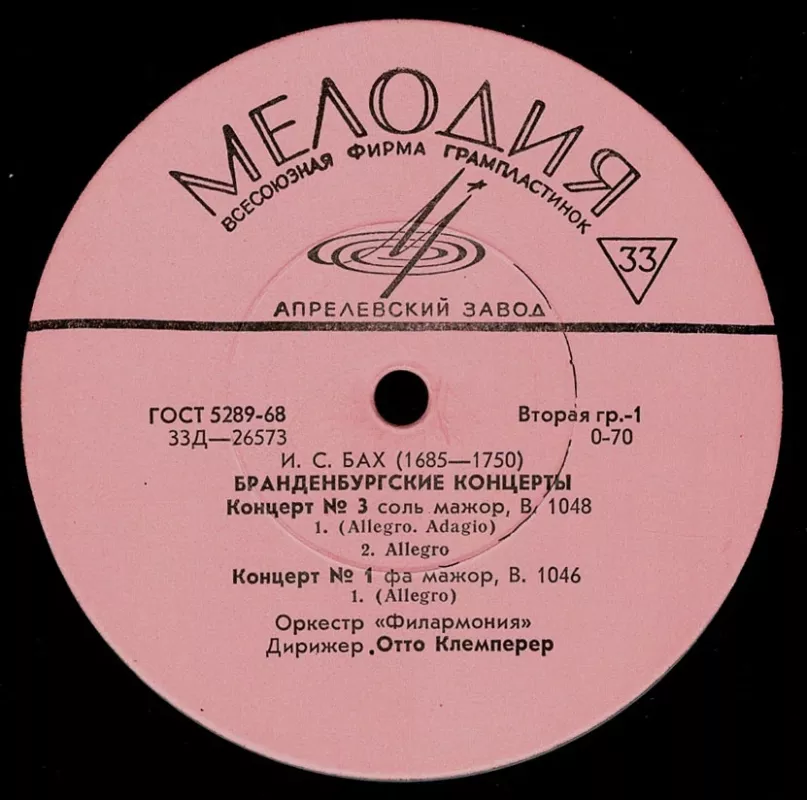 МЕЛОДИЯ
ВСЕСОЮЗНАЯ ФИРМА ГРАМПЛАСТИНОК
33
АПРЕЛЕВСКИЙ ЗАВОД
ГОСТ 5289-68
Вторая гр.-1
33Д—26573
0-70
И. С. БАХ (1685—1750)
БРАНДЕНБУРГСКИЕ КОНЦЕРТЫ
Концерт № 3 соль мажор, В. 1048
1. (Allegro. Adagio)
2. Allegro
Концерт № 1 фа мажор, В. 1046
1. (Allegro)
Оркестр «Филармония»
Дирижер Отто Клемперер